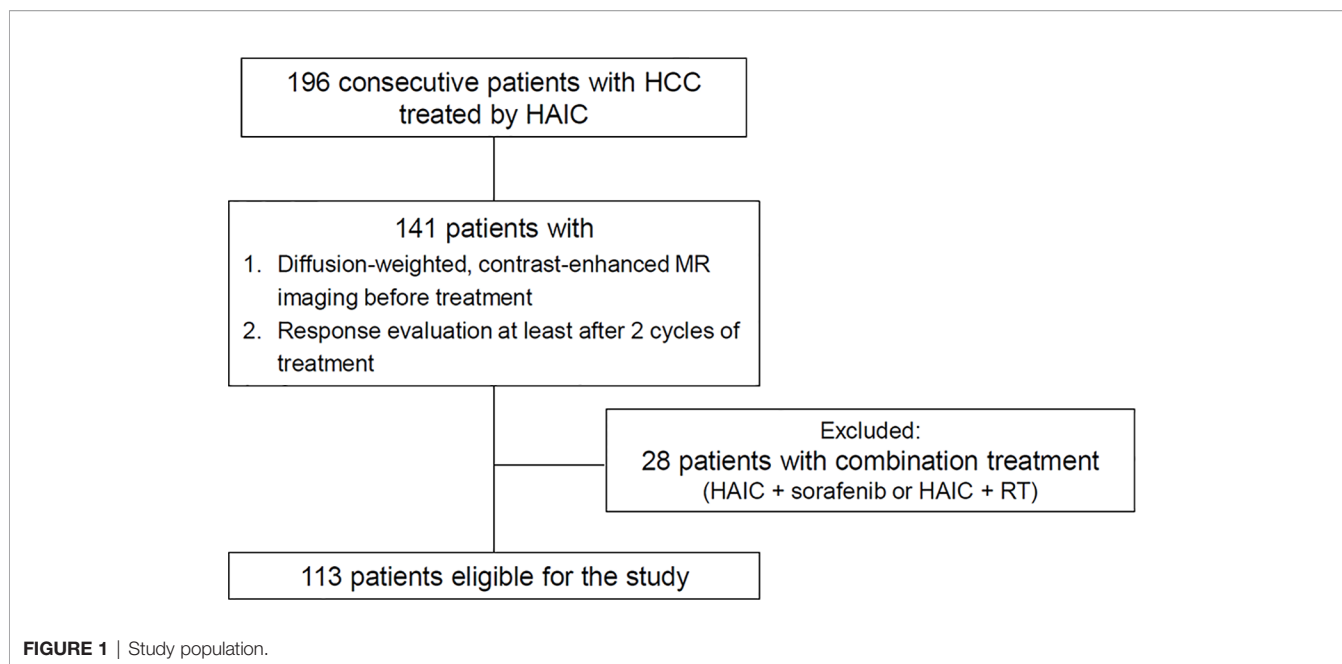 196 consecutive patients with HCC
treated by HAIC
141 patients with
1. Diffusion-weighted, contrast-enhanced MR
imaging before treatment
2. Response evaluation at least after 2 cycles of
treatment
Excluded:
28 patients with combination treatment
(HAIC + sorafenib or HAIC + RT)
113 patients eligible for the study
FIGURE 1 | Study population.